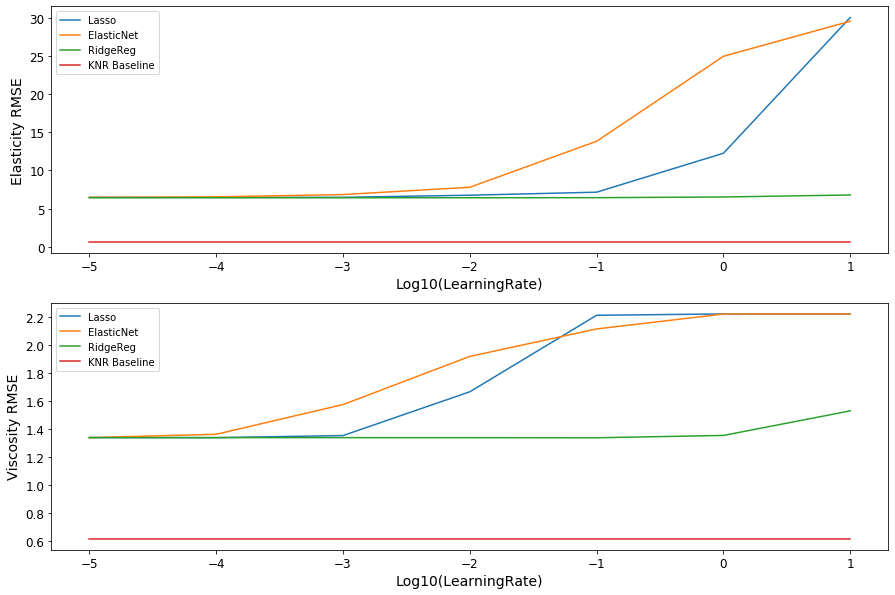 Lasso
ElasticNet
RidgeReg
KNR Baseline
Elasticity RMSE
30
25
20
15
10
5
0
−5 −4 −3 −2 −1 0 1
Log10(LearningRate)
Lasso
ElasticNet
RidgeReg
KNR Baseline
Viscosity RMSE
2.2
2.0
1.8
1.6
1.4
1.2
1.0
0.8
0.6
−5 −4 −3 −2 −1 0 1
Log10(LearningRate)